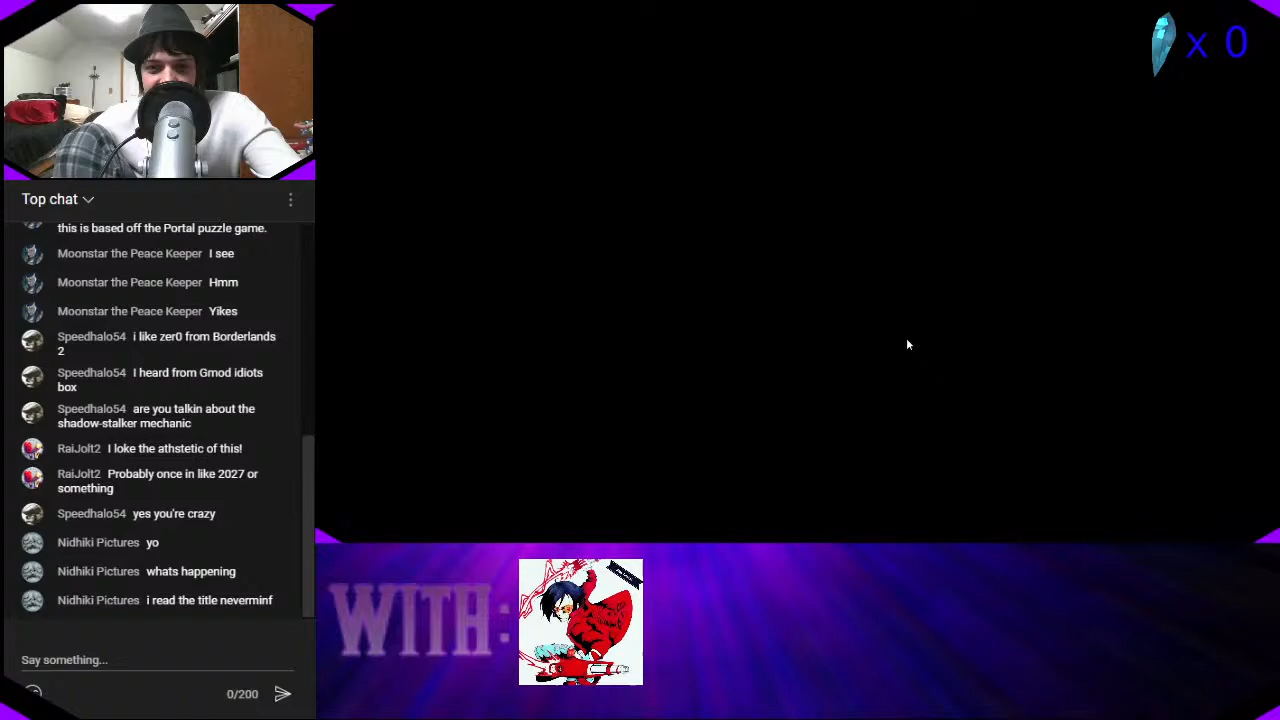 x 0
Top chat
this is based off the Portal puzzle game.
Moonstar the Peace Keeper I see
Moonstar the Peace Keeper Hmm
Moonstar the Peace Keeper Yikes
Speedhalo54 i like zer0 from Borderlands
2
Speedhalo54 I heard from Gmod idiots
box
Speedhalo54 are you talkin about the
shadow-stalker mechanic
RaiJolt2 I loke the athstetic of this!
RaiJolt2 Probably once in like 2027 or
something
Speedhalo54 yes you're crazy
Nidhiki Pictures yo
Nidhiki Pictures whats happening
Nidhiki Pictures i read the title neverminf
Say something...
0/200
WITH: